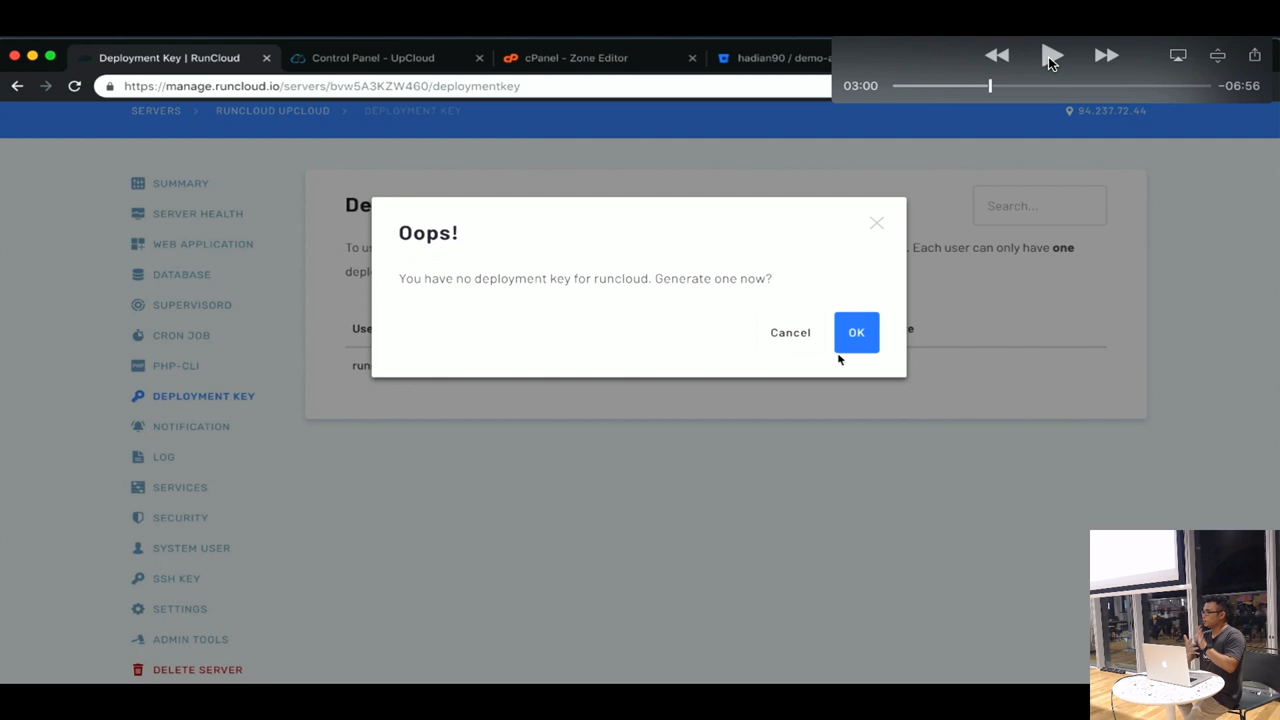 Deployment Key | RunCloud
Control Panel - UpCloud
cPanel - Zone Editor
hadian90 / demo-a
03:00
-06:56
https://manage.runcloud.io/servers/bvw5A3KZW460/deploymentkey
SERVERS > RUNCLOUD UPCLOUD > DEPLOYMENT KEY
94.237.72.44
SUMMARY
SERVER HEALTH
WEB APPLICATION
DATABASE
SUPERVISORD
CRON JOB
PHP-CLI
DEPLOYMENT KEY
NOTIFICATION
LOG
SERVICES
SECURITY
SYSTEM USER
SSH KEY
SETTINGS
ADMIN TOOLS
DELETE SERVER
De
Search...
To u
. Each user can only have one
depl
Use
e
run
Oops!
You have no deployment key for runcloud. Generate one now?
Cancel
OK